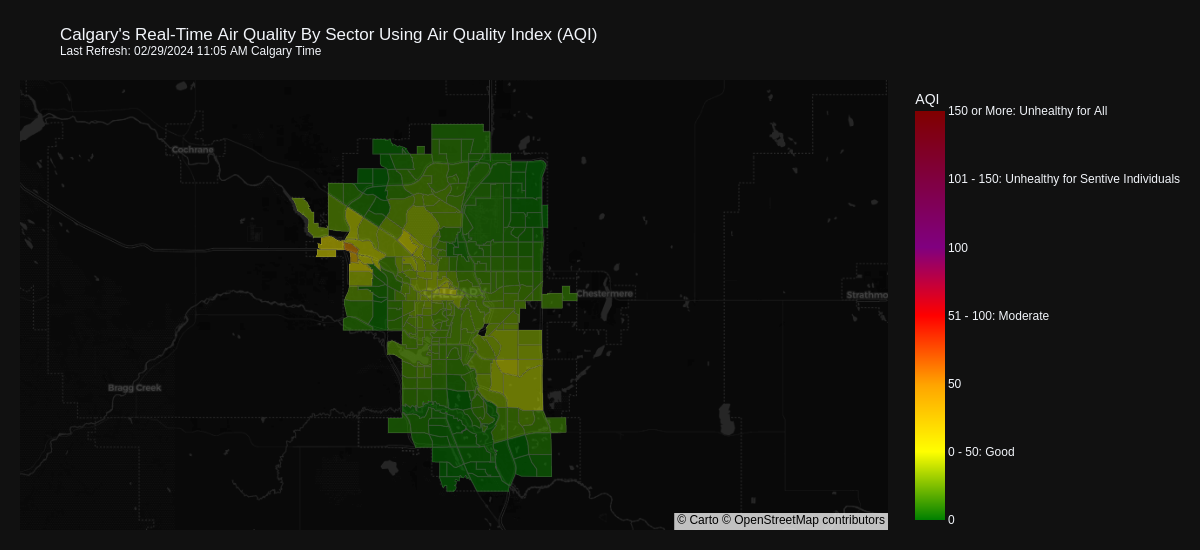 Calgary's Real-Time Air Quality By Sector Using Air Quality Index (AQI)
Last Refresh: 02/29/2024 11:05 AM Calgary Time
AQI
150 or More: Unhealthy for All
Cochrane
101 - 150: Unhealthy for Sentive Individuals
100
CALGARY
Chestermere
Strathmo
51 - 100: Moderate
50
Bragg Creek
0 - 50: Good
0
© Carto © OpenStreetMap contributors